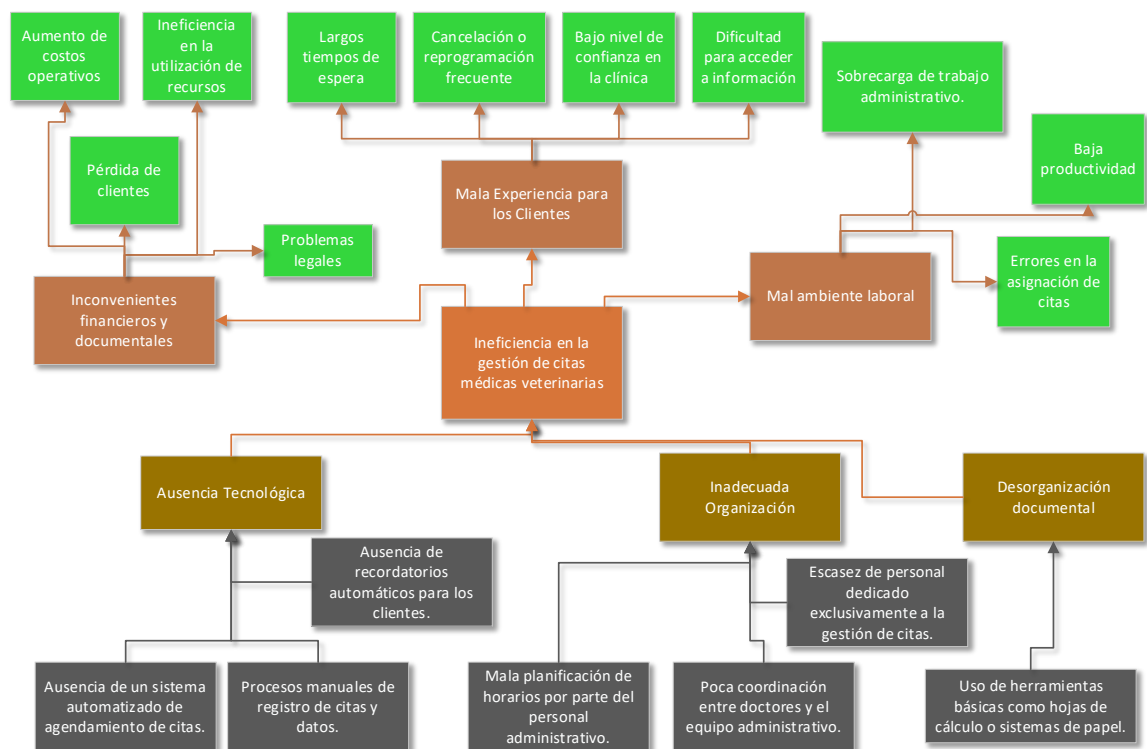 Aumento de
costos
operativos
Ineficiencia
en la
utilización de
recursos
Largos
tiempos de
espera
Cancelación o
reprogramación
frecuente
Bajo nivel de
confianza en
la clínica
Dificultad
para acceder
a información
Sobrecarga de trabajo
administrativo.
Baja
productividad
Pérdida de
clientes
Mala Experiencia para
los Clientes
Problemas
legales
Errores en la
asignación de
citas
Inconvenientes
financieros y
documentales
Mal ambiente laboral
Ineficiencia en la
gestión de citas
médicas veterinarias
Ausencia Tecnológica
Inadecuada
Organización
Desorganización
documental
Ausencia de
recordatorios
automáticos para los
clientes.
Escasez de personal
dedicado
exclusivamente a la
gestión de citas.
Ausencia de un sistema
automatizado de
agendamiento de citas.
Procesos manuales de
registro de citas y
datos.
Mala planificación de
horarios por parte del
personal
administrativo.
Poca coordinación
entre doctores y el
equipo administrativo.
Uso de herramientas
básicas como hojas de
cálculo o sistemas de papel.